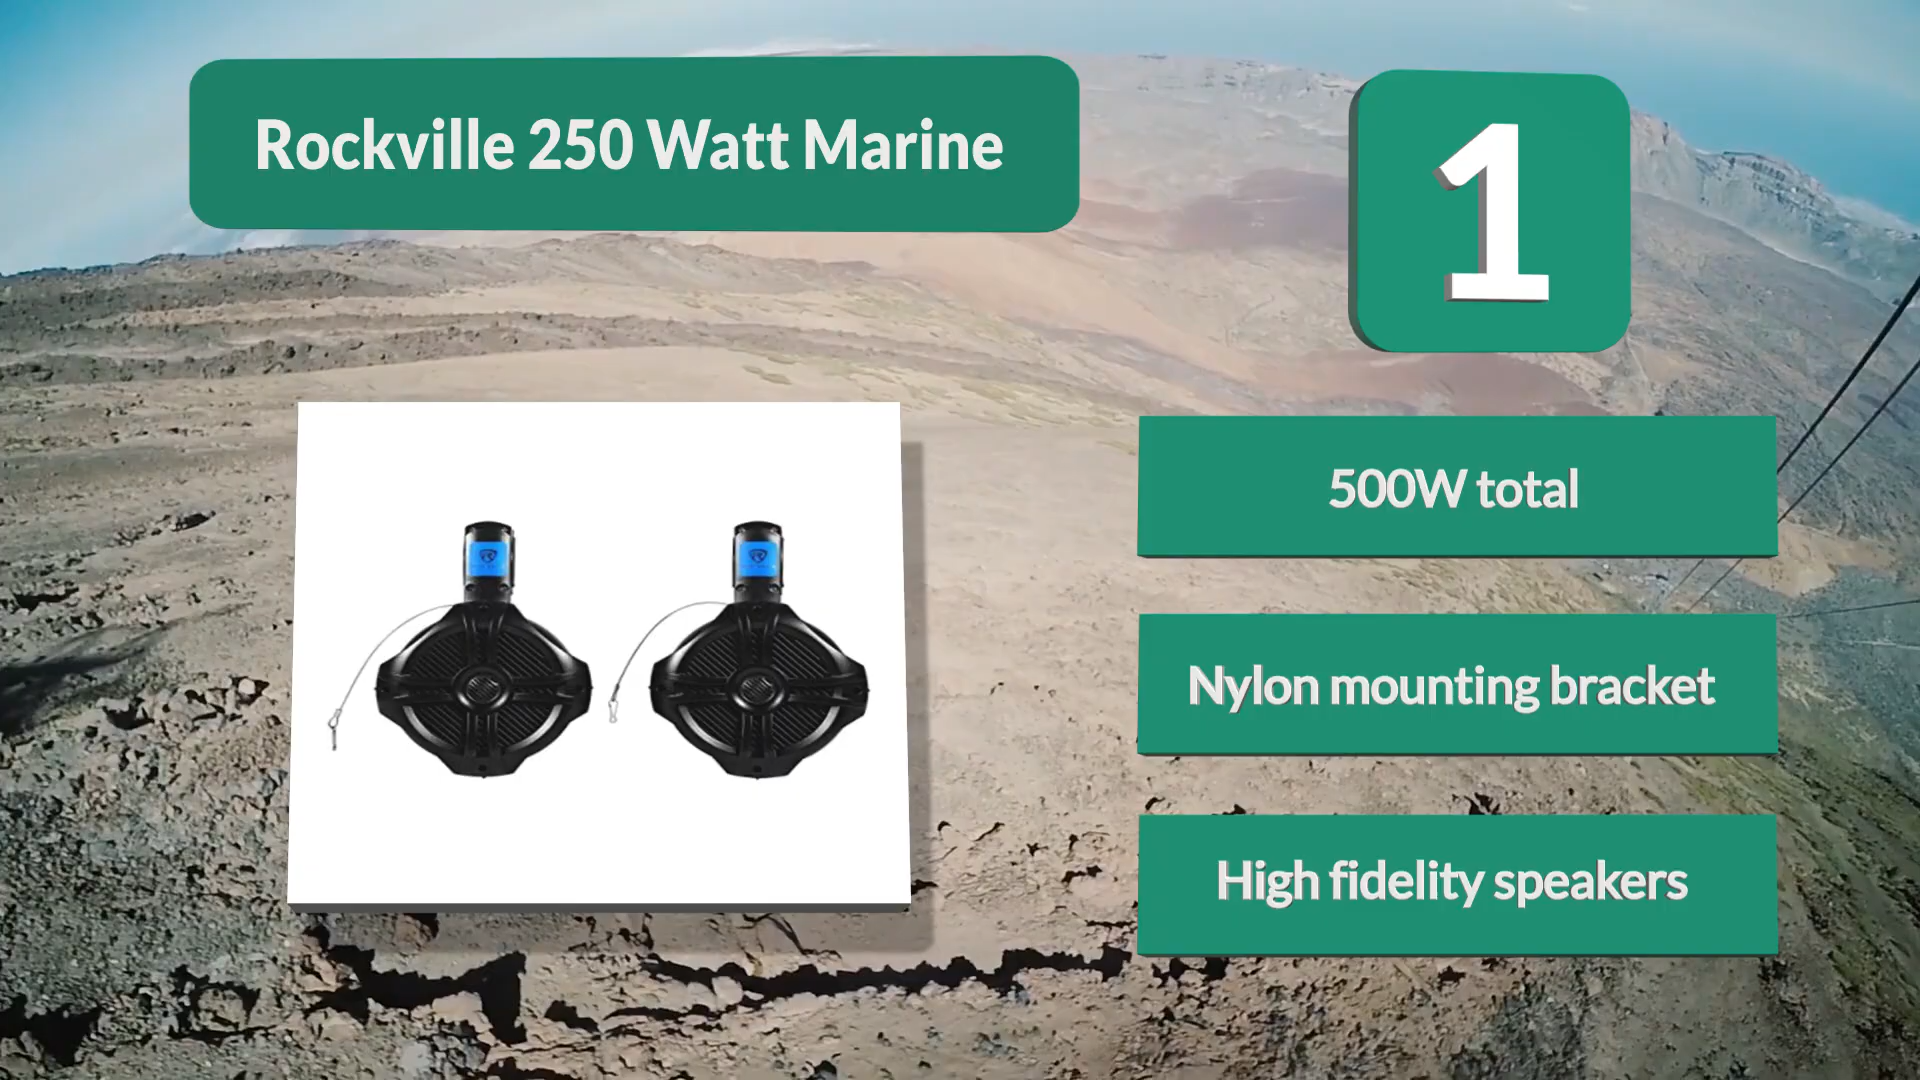 Rockville 250 Watt Marine
1
500W total
Nylon mounting bracket
High fidelity speakers